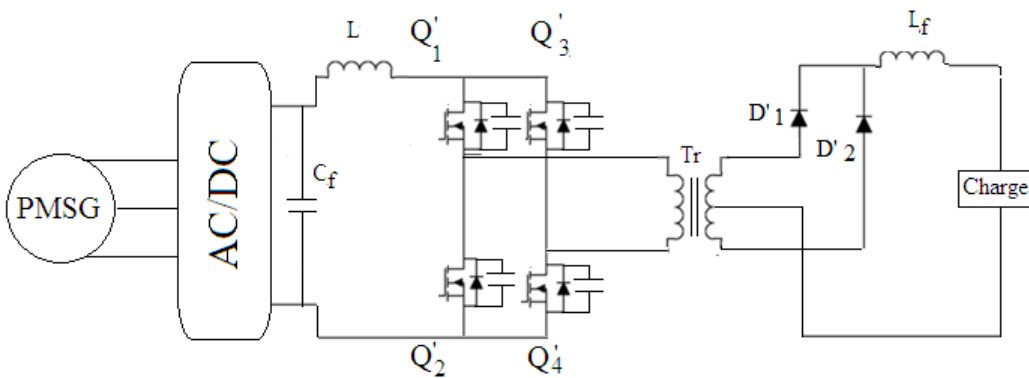 L
Q'1
Q'3
Lf
D'1
D'2
Tr
Cf
AC/DC
PMSG
Charge
Q'2
Q'4